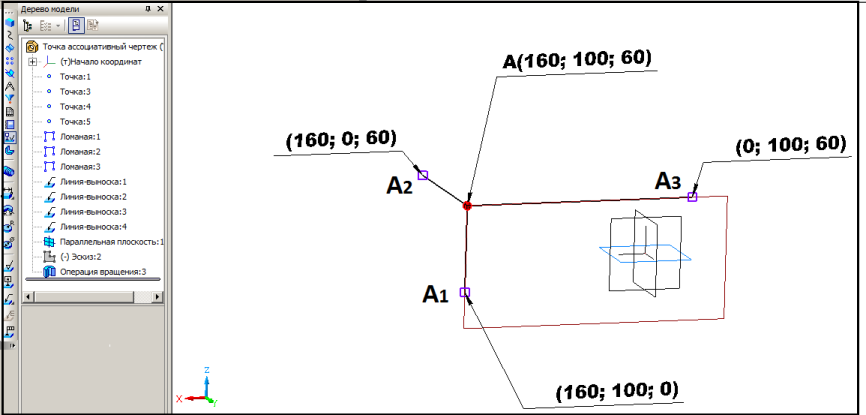 Дерево модели
Точка ассоциативный чертеж (
(т)Начало координат
Точка:1
Точка:3
Точка:4
Точка:5
Ломаная:1
Ломаная:2
Ломаная:3
Линия-выноска:1
Линия-выноска:2
Линия-выноска:3
Линия-выноска:4
Параллельная плоскость:1
(-) Эскиз:2
Операция вращения:3
A(160; 100; 60)
(160; 0; 60)
(0; 100; 60)
A2
A3
A1
(160; 100; 0)
Z
X
Y